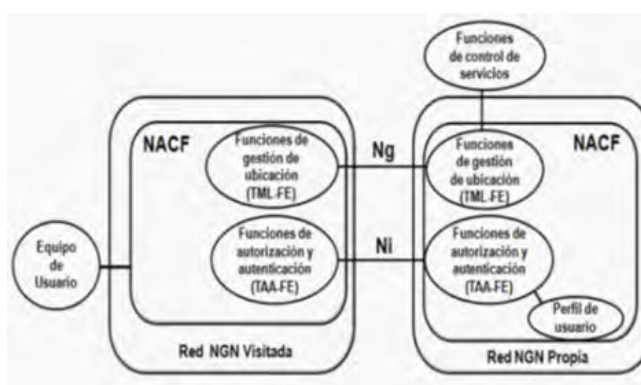 Funciones
de control de
servicios
NACF
Funciones de
gestión de
ubicación
(TML-FE)
Ng
Funciones
de gestión
de ubicación
(TML-FE)
NACF
Equipo
de
Usuario
Funciones de
autorización y
autenticación
(TAA-FE)
Ni
Funciones de
autorización y
autenticación
(TAA-FE)
Perfil de
usuario
Red NGN Visitada
Red NGN Propia